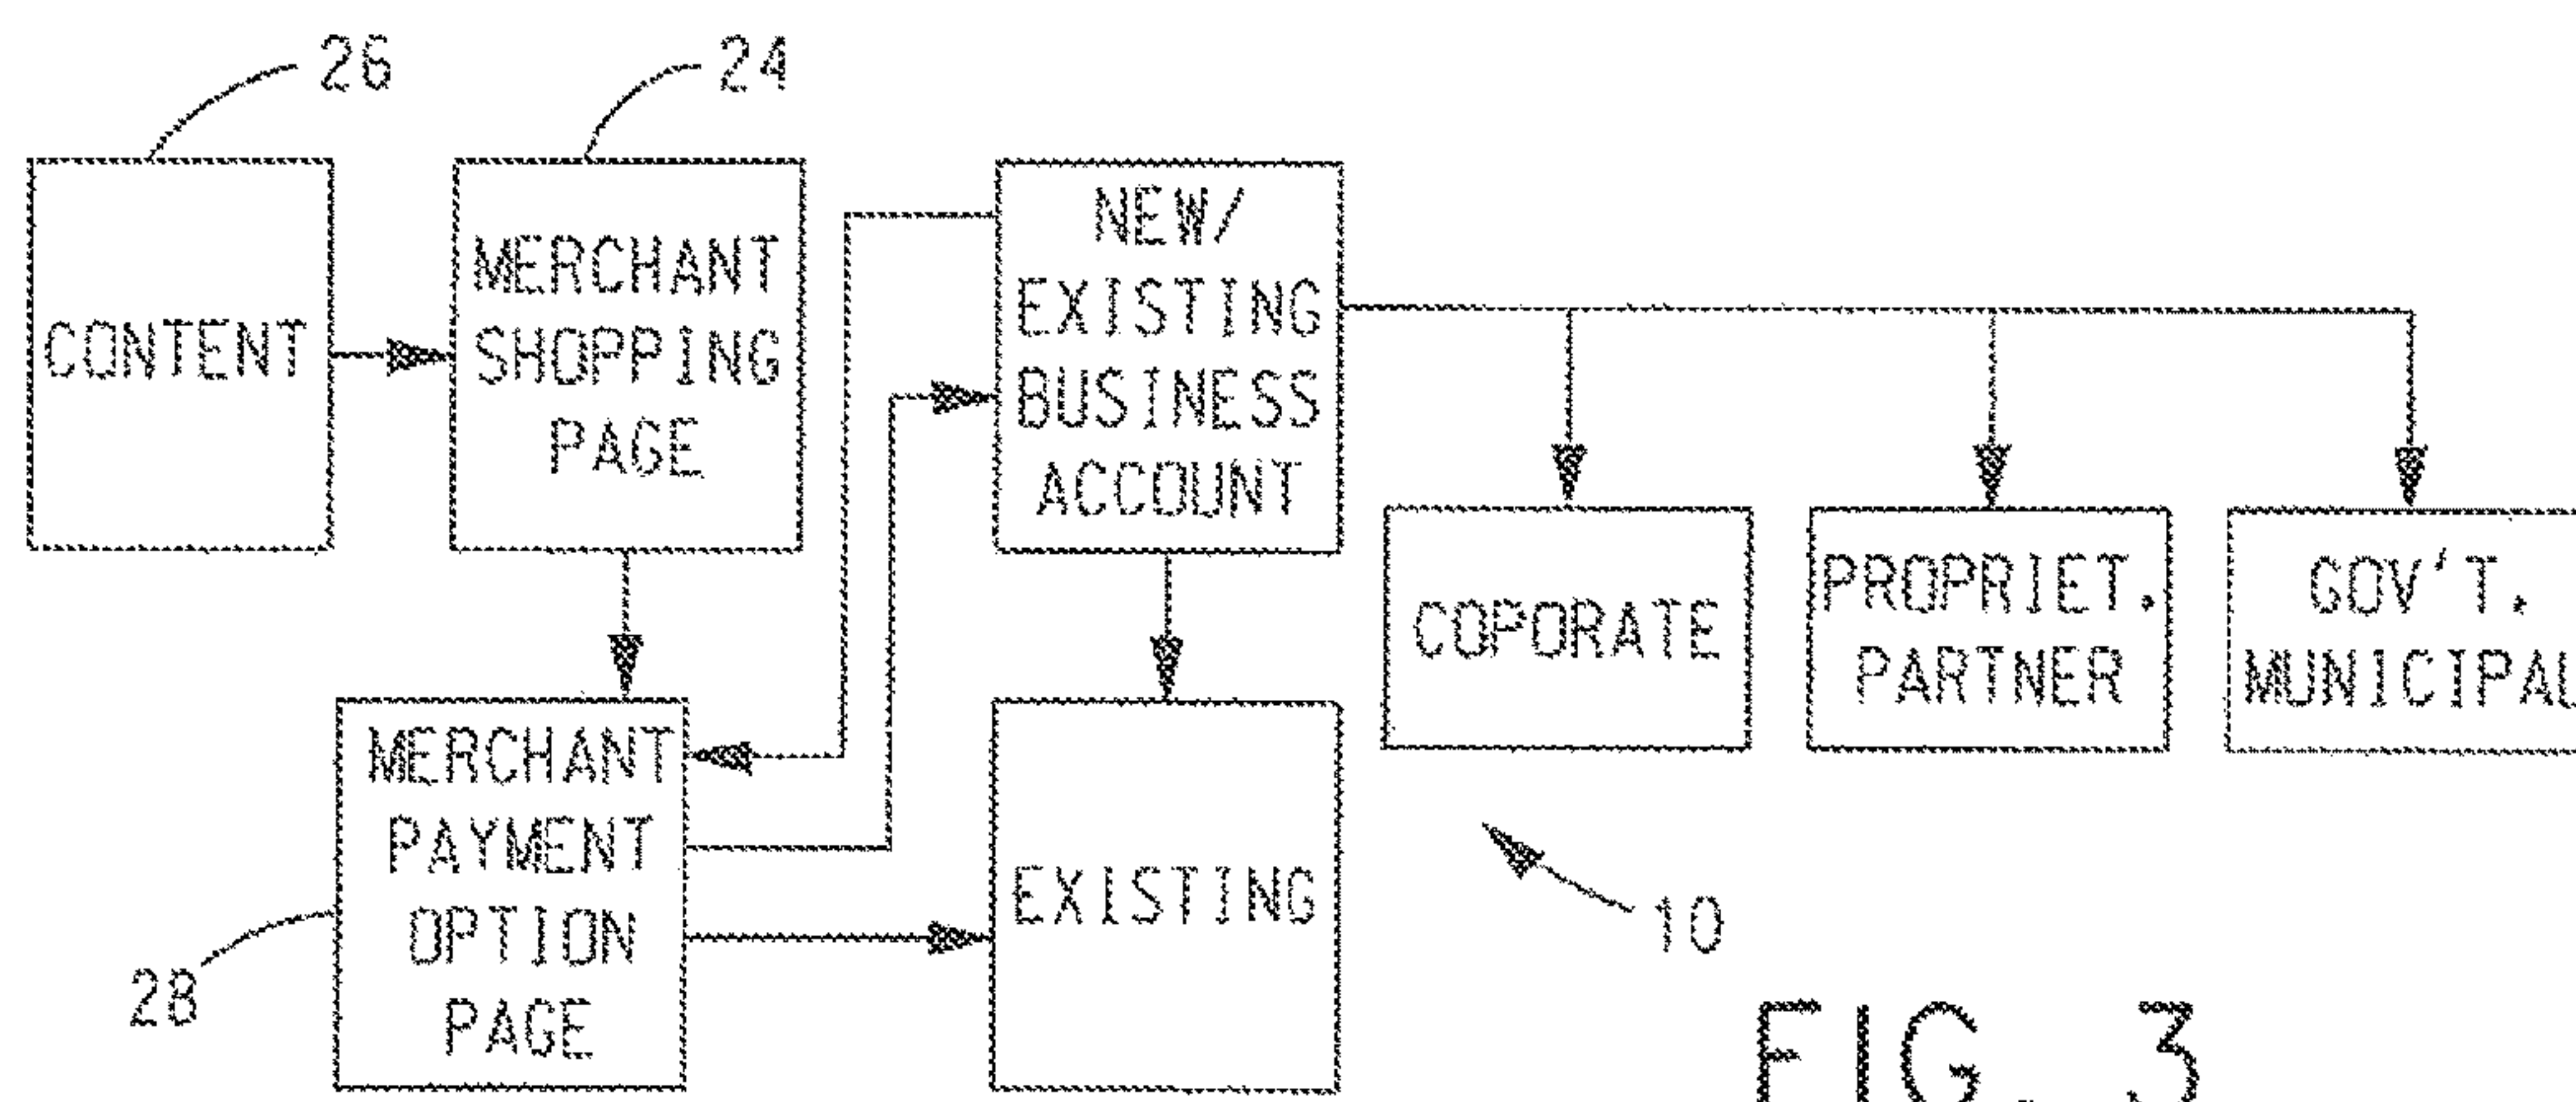 26
24
CONTENT
MERCHANT
SHOPPING
PAGE
NEW/
EXISTING
BUSINESS
ACCOUNT
COPORATE
PROPRIET.
PARTNER
GOV'T.
MUNICIPAL
MERCHANT
PAYMENT
OPTION
PAGE
28
EXISTING
10
FIG. 3